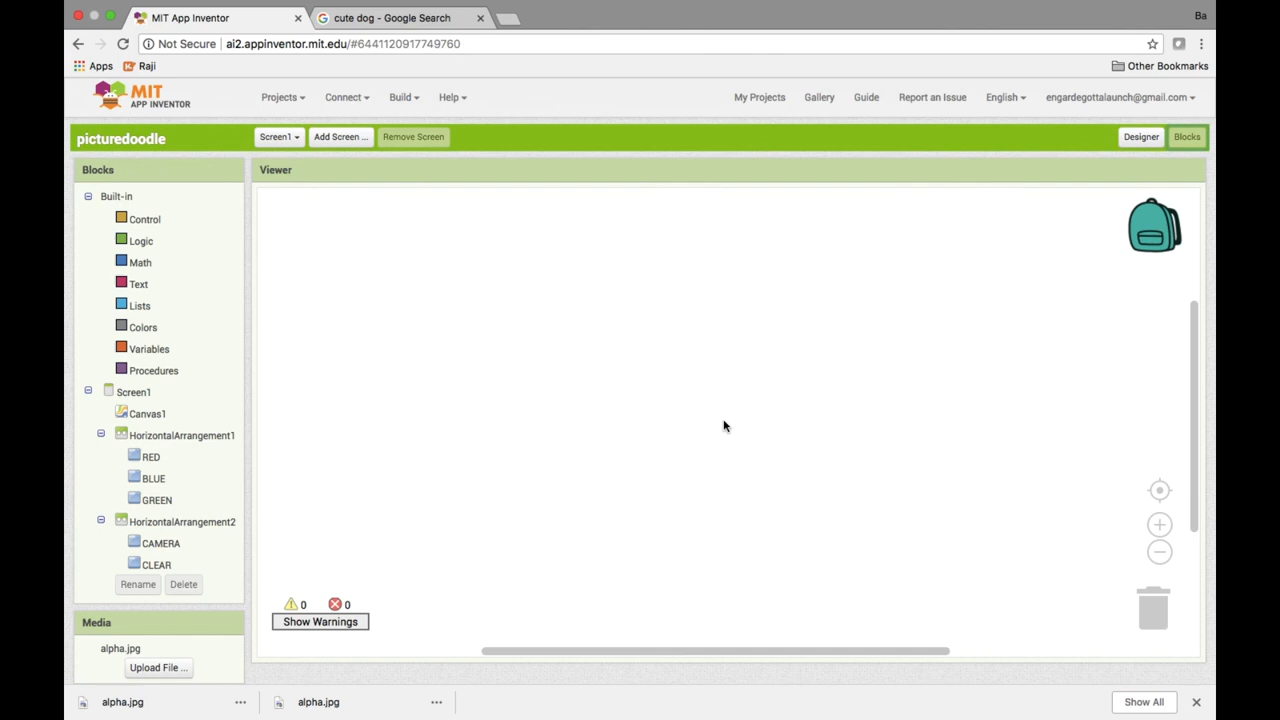 MIT App Inventor
cute dog - Google Search
Ba
Not Secure
ai2.appinventor.mit.edu/#6441120917749760
Apps
Raji
Other Bookmarks
MIT
APP INVENTOR
Projects
Connect
Build
Help
My Projects
Gallery
Guide
Report an Issue
English
engardegottalaunch@gmail.com
picturedoodle
Screen1
Add Screen ...
Remove Screen
Designer
Blocks
Blocks
Viewer
Built-in
Control
Logic
Math
Text
Lists
Colors
Variables
Procedures
Screen1
Canvas1
HorizontalArrangement1
RED
BLUE
GREEN
HorizontalArrangement2
CAMERA
CLEAR
Rename
Delete
0
0
Show Warnings
Media
alpha.jpg
Upload File ...
alpha.jpg
alpha.jpg
Show All